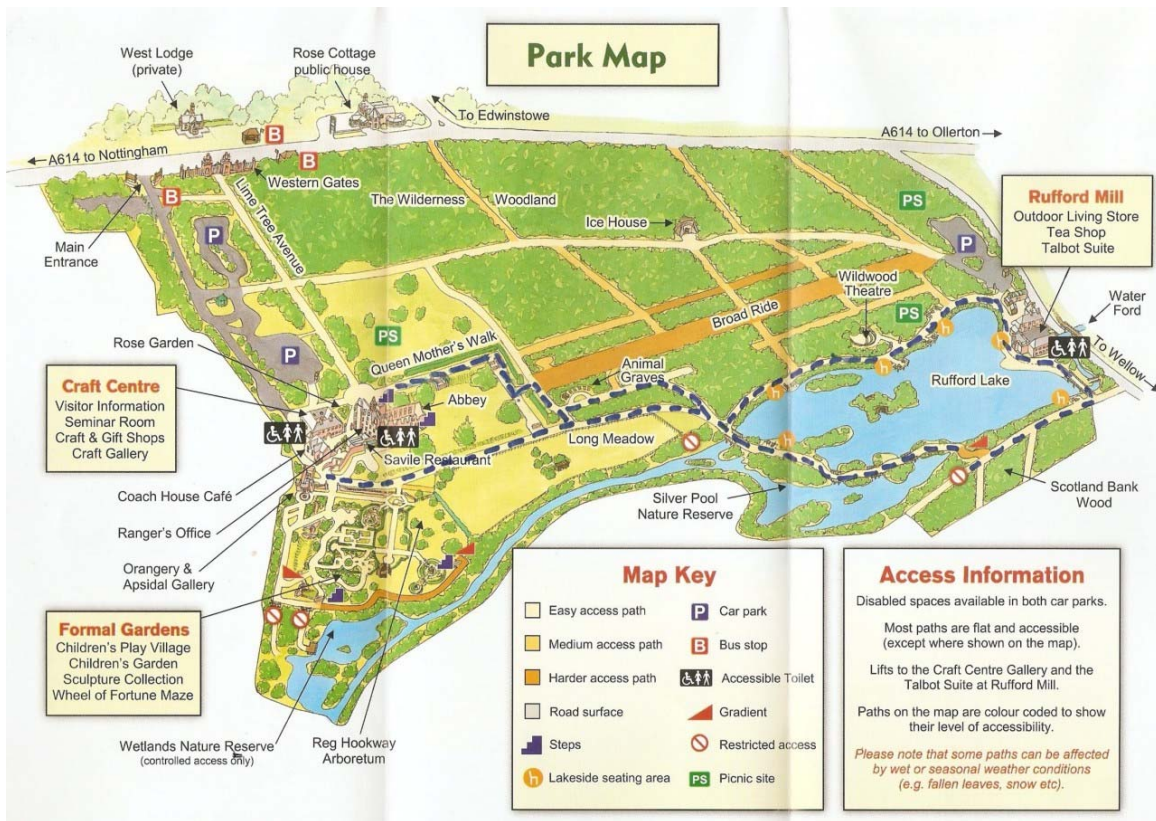 Park Map
West Lodge
(private)
Rose Cottage
public house
To Edwinstowe
A614 to Nottingham
A614 to Ollerton
B
B
B
Western Gates
Lime Tree Avenue
The Wilderness
Woodland
Ice House
PS
P
P
Main
Entrance
Rufford Mill
Outdoor Living Store
Tea Shop
Talbot Suite
Wildwood
Theatre
Water
Ford
Broad Ride
PS
PS
To Wellow
Rose Garden
Queen Mother's Walk
P
Animal
Graves
Rufford Lake
Craft Centre
Visitor Information
Seminar Room
Craft & Gift Shops
Craft Gallery
Abbey
Long Meadow
Savile Restaurant
Coach House Café
Silver Pool
Nature Reserve
Scotland Bank
Wood
Ranger's Office
Orangery &
Apsidal Gallery
Formal Gardens
Children's Play Village
Children's Garden
Sculpture Collection
Wheel of Fortune Maze
Wetlands Nature Reserve
(controlled access only)
Reg Hookway
Arboretum
Map Key
Easy access path
Medium access path
Harder access path
Road surface
Steps
Lakeside seating area
P Car park
B Bus stop
Accessible Toilet
Gradient
Restricted access
PS Picnic site
Access Information
Disabled spaces available in both car parks.
Most paths are flat and accessible
(except where shown on the map).
Lifts to the Craft Centre Gallery and the
Talbot Suite at Rufford Mill.
Paths on the map are colour coded to show
their level of accessibility.
Please note that some paths can be affected
by wet or seasonal weather conditions
(e.g. fallen leaves, snow etc).